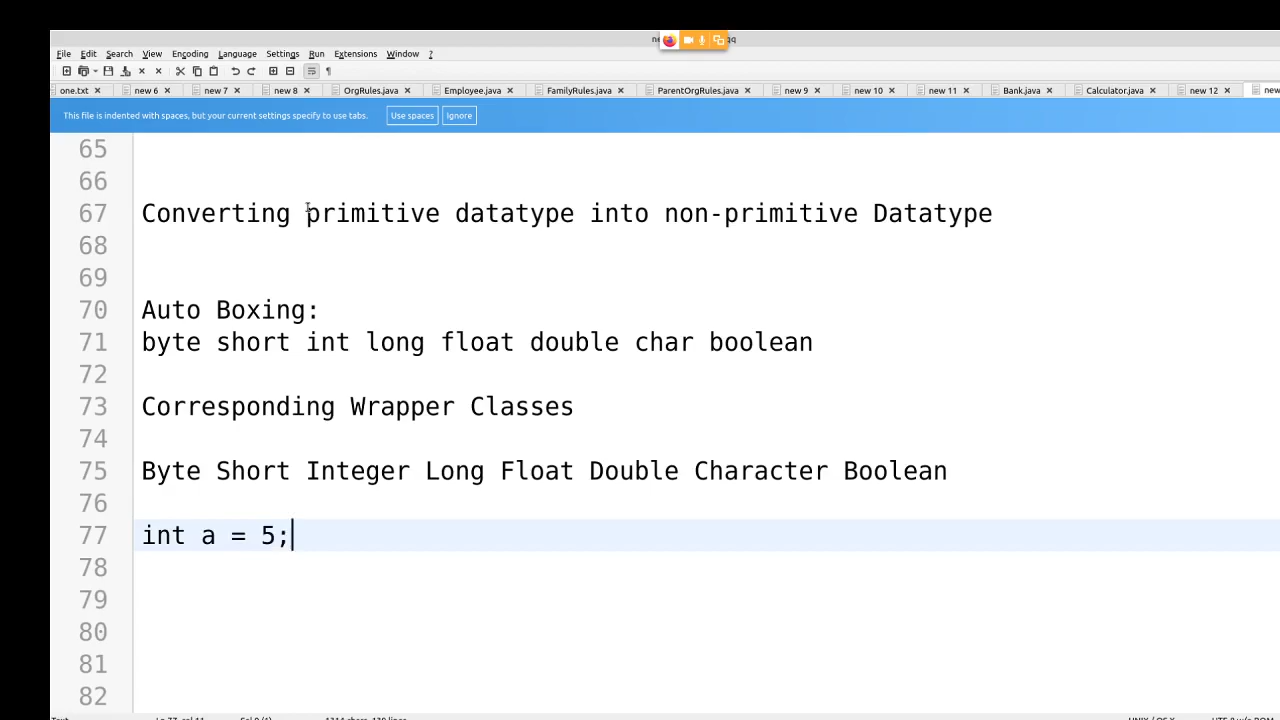 File Edit Search View Encoding Language Settings Run Extensions Window ?
one.txt new 6 new 7 new 8 OrgRules.java Employee.java FamilyRules.java ParentOrgRules.java new 9 new 10 new 11 Bank.java Calculator.java new 12 new
This file is indented with spaces, but your current settings specify to use tabs. Use spaces Ignore
65
66
67 Converting primitive datatype into non-primitive Datatype
68
69
70 Auto Boxing:
71 byte short int long float double char boolean
72
73 Corresponding Wrapper Classes
74
75 Byte Short Integer Long Float Double Character Boolean
76
77 int a = 5;
78
79
80
81
82